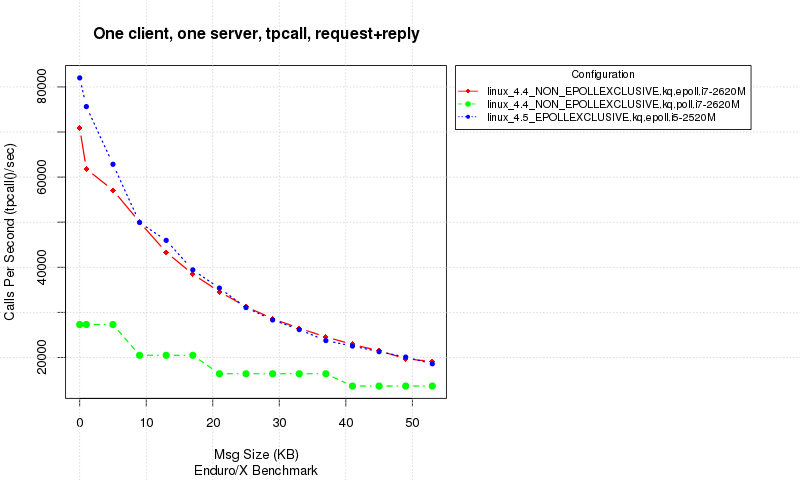 One client, one server, tpcall, request+reply
Configuration
linux_4.4_NON_EPOLLEXCLUSIVE,kq,epoll,i7-2620M
linux_4.4_NON_EPOLLEXCLUSIVE,kq,poll,i7-2620M
linux_4.5_EPOLLEXCLUSIVE,kq,epoll,i5-2520M
Calls Per Second (tpcall()/sec)
80000
60000
40000
20000
0 10 20 30 40 50
Msg Size (KB)
Enduro/X Benchmark